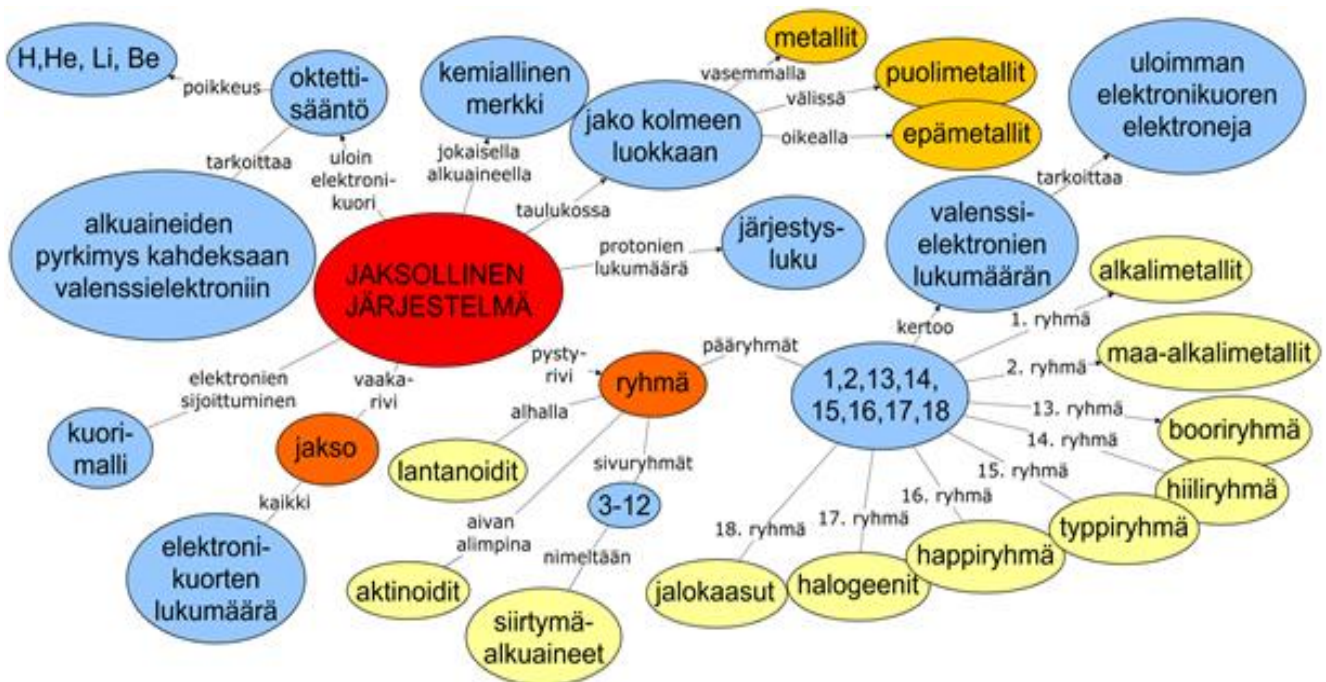 H,He, Li, Be
poikkeus
oktetti-
sääntö
tarkoittaa
alkuaineiden
pyrkimys kahdeksaan
valenssielektroniin
uloin
elektroni-
kuori
kemiallinen
merkki
jokaisella
alkuaineella
jako kolmeen
luokkaan
taulukossa
vasemmalla
metallit
välissä
puolimetallit
oikealla
epämetallit
uloimman
elektronikuoren
elektroneja
tarkoittaa
valenssi-
elektronien
lukumäärän
kertoo
protonien
lukumäärä
järjestys-
luku
JAKSOLLINEN
JÄRJESTELMÄ
elektronien
sijoittuminen
kuori-
malli
vaaka-
rivi
jakso
kaikki
elektroni-
kuorten
lukumäärä
pysty-
rivi
ryhmä
alhalla
lantanoidit
aivan
alimpina
aktinoidit
sivuryhmät
3-12
nimeltään
siirtymä-
alkuaineet
pääryhmät
1,2,13,14,
15,16,17,18
1. ryhmä
alkalimetallit
2. ryhmä
maa-alkalimetallit
13. ryhmä
booriryhmä
14. ryhmä
hiiliryhmä
15. ryhmä
typpiryhmä
16. ryhmä
happiryhmä
17. ryhmä
halogeenit
18. ryhmä
jalokaasut